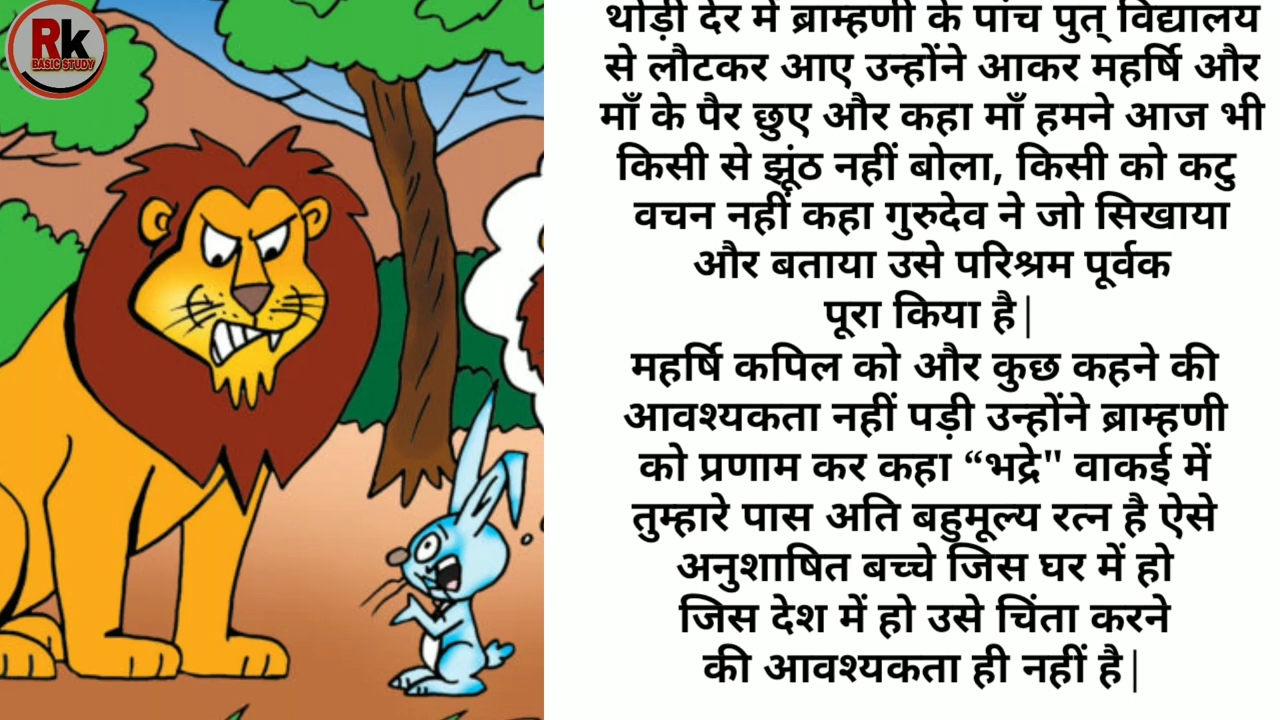 Rk
BASIC STUDY
थोड़ी देर में ब्राम्हणी के पांच पुत् विद्यालय
से लौटकर आए उन्होंने आकर महर्षि और
माँ के पैर छुए और कहा माँ हमने आज भी
किसी से झूंठ नहीं बोला, किसी को कटु
वचन नहीं कहा गुरुदेव ने जो सिखाया
और बताया उसे परिश्रम पूर्वक
पूरा किया है|
महर्षि कपिल को और कुछ कहने की
आवश्यकता नहीं पड़ी उन्होंने ब्राम्हणी
को प्रणाम कर कहा “भद्रे" वाकई में
तुम्हारे पास अति बहुमूल्य रत्न है ऐसे
अनुशाषित बच्चे जिस घर में हो
जिस देश में हो उसे चिंता करने
की आवश्यकता ही नहीं है|